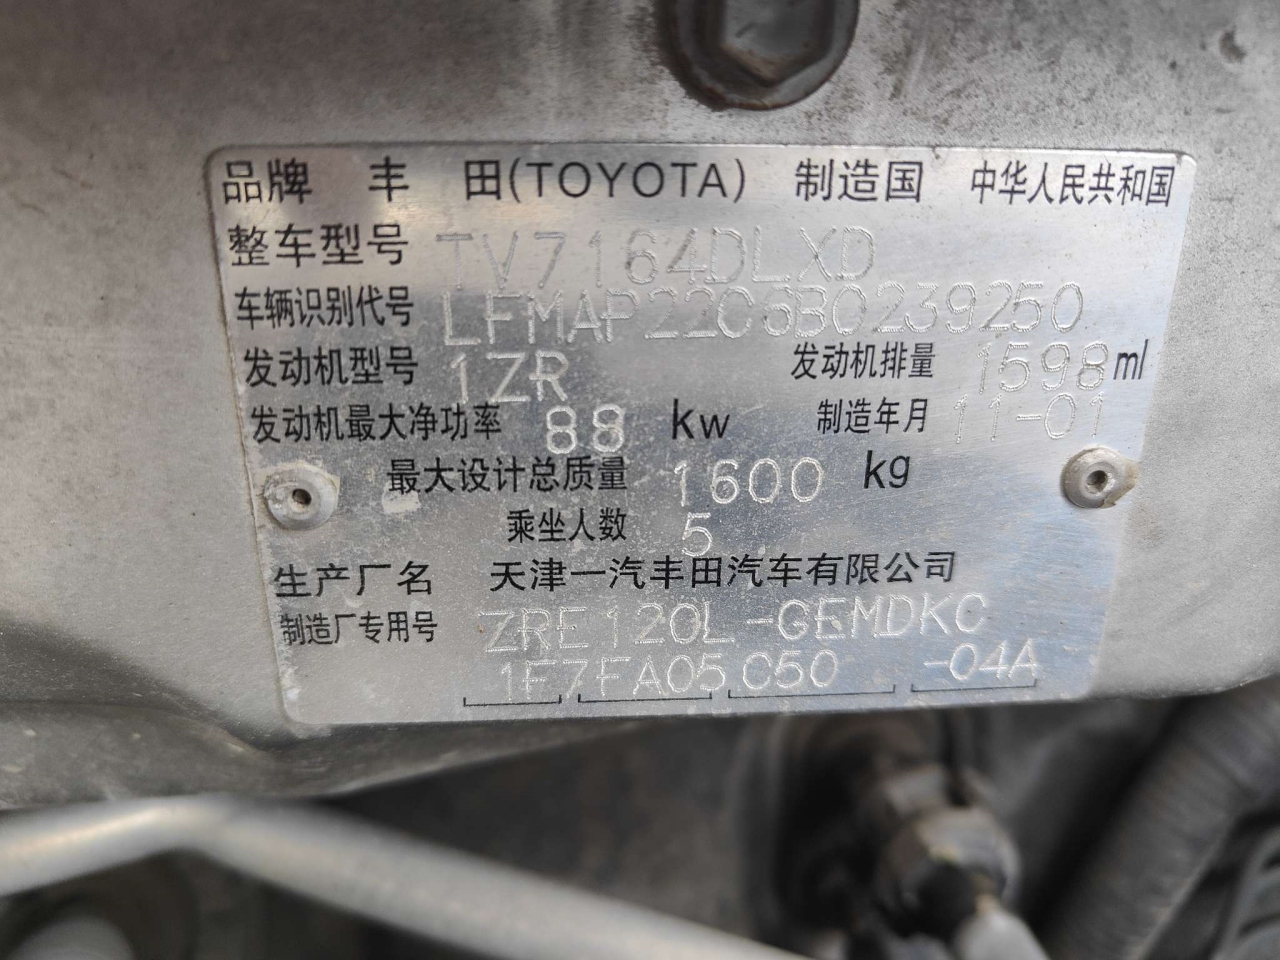 品牌 丰 田(TOYOTA) 制造国 中华人民共和国
整车型号 TV7164DLXD
车辆识别代号 LFMAP22C6B0239250
发动机型号 1ZR 发动机排量 1598 ml
发动机最大净功率 88 kw 制造年月 11-01
最大设计总质量 1600 kg
乘坐人数 5
生产厂名 天津一汽丰田汽车有限公司
制造厂专用号 ZRE120L-GEMDKC
1F7FA05C50 -04A